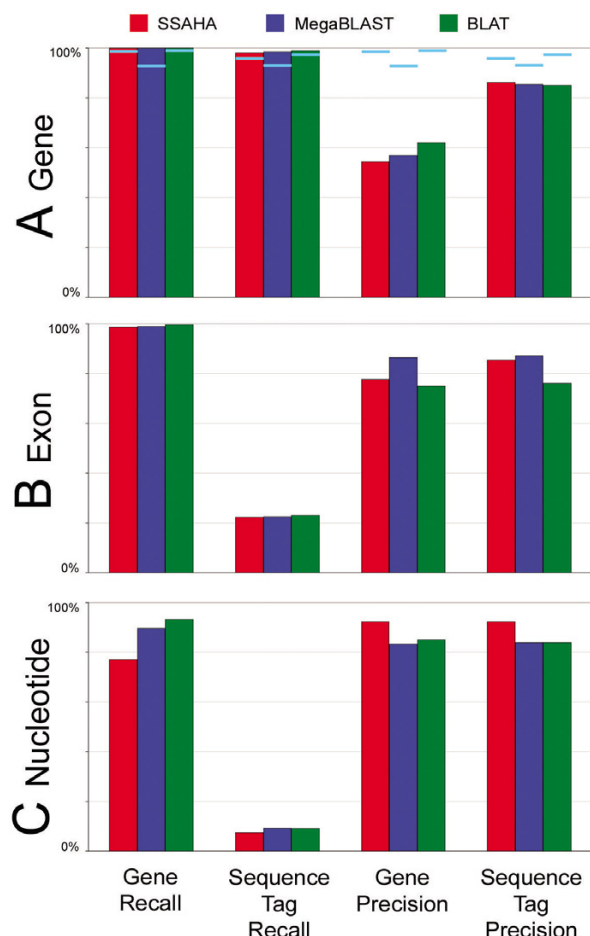 SSAHA MegaBLAST BLAT
100%
A Gene
0%
100%
B Exon
0%
100%
C Nucleotide
0%
Gene Recall
Sequence Tag Recall
Gene Precision
Sequence Tag Precision